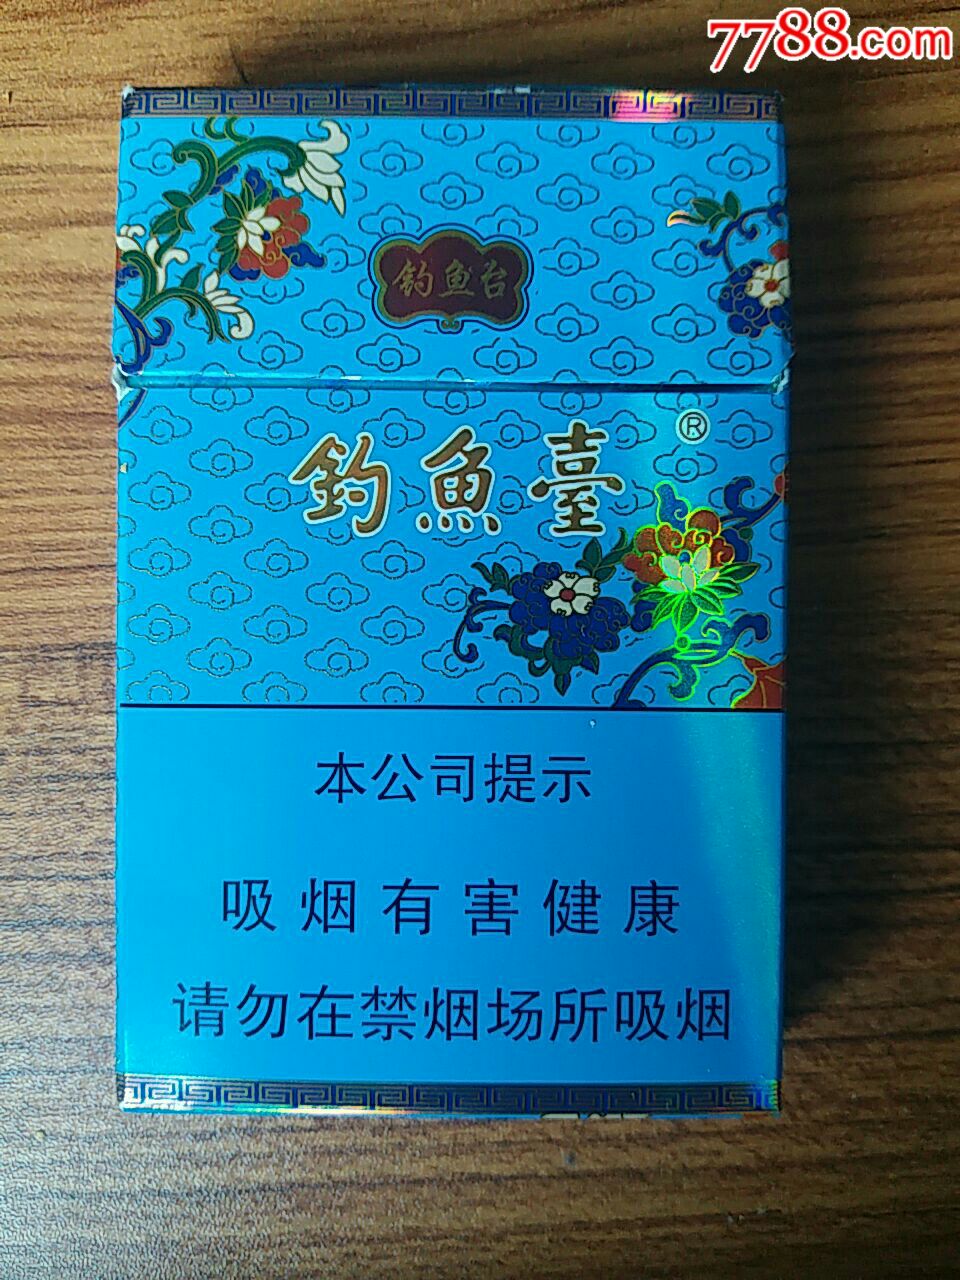 7788.com
钓鱼台
釣魚臺®
本公司提示
吸烟有害健康
请勿在禁烟场所吸烟